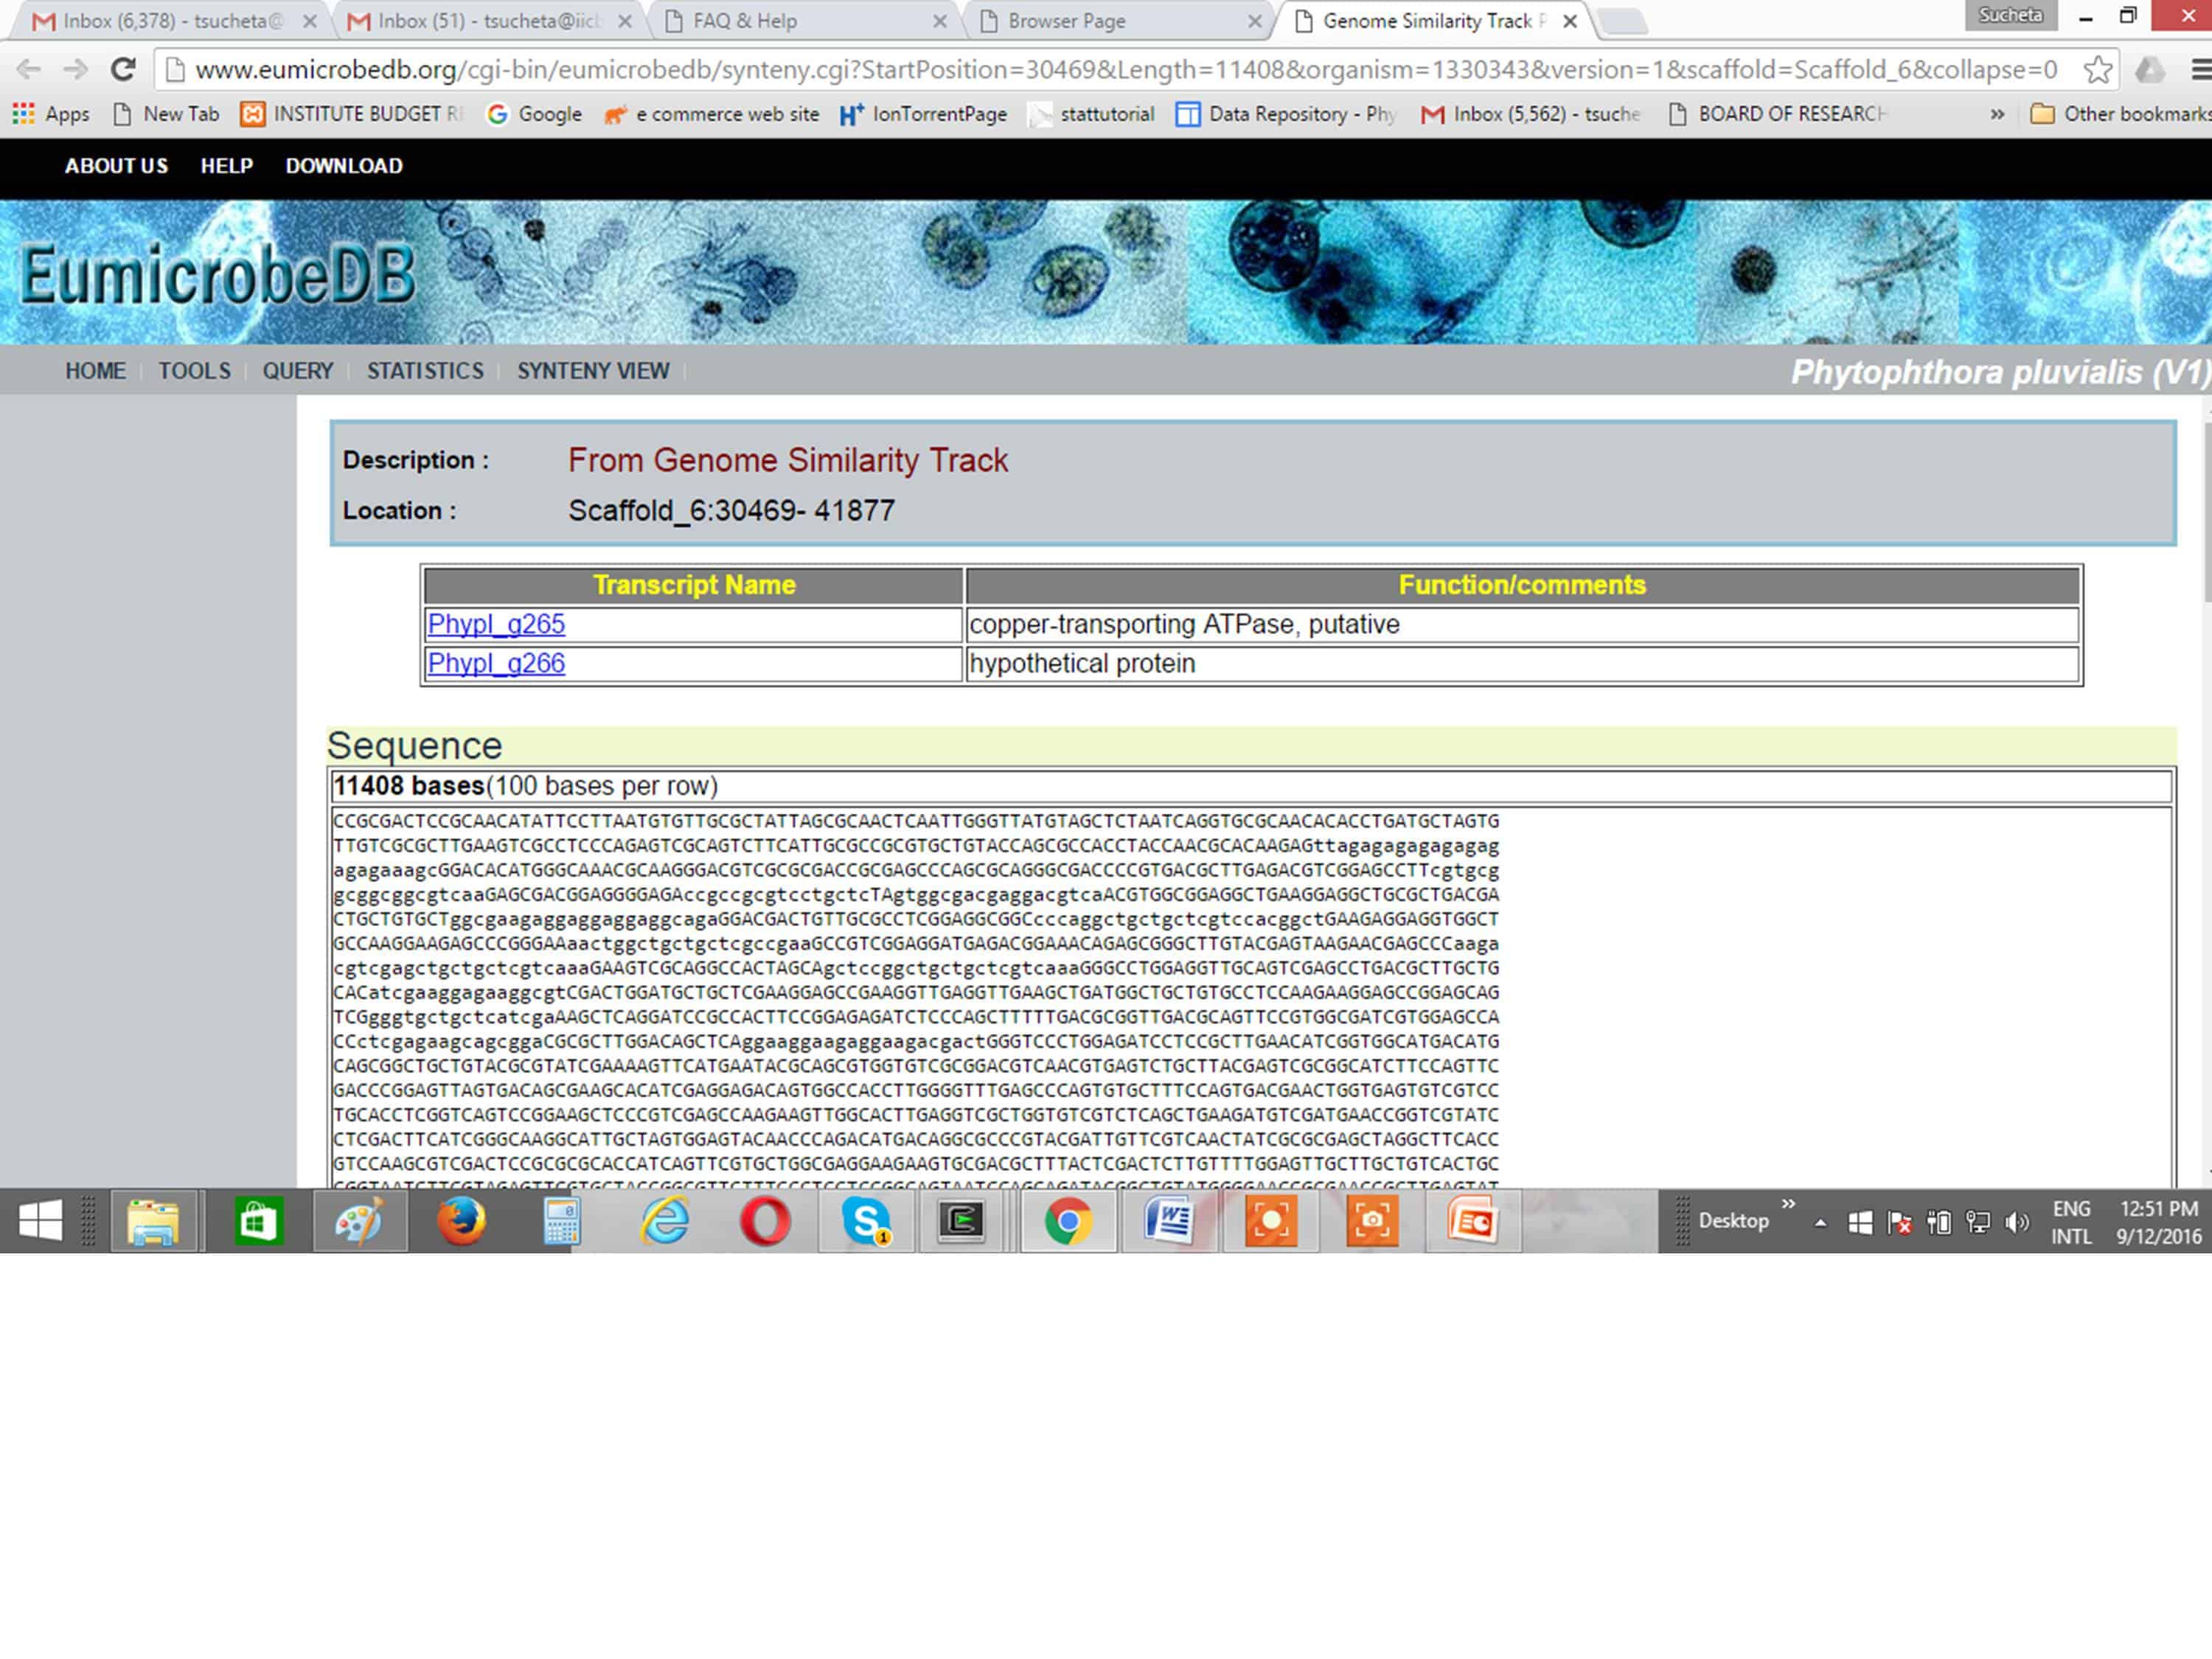 Inbox (6,378) - tsucheta@
Inbox (51) - tsucheta@iicb
FAQ & Help
Browser Page
Genome Similarity Track P
Sucheta
www.eumicrobedb.org/cgi-bin/eumicrobedb/synteny.cgi?StartPosition=30469&Length=11408&organism=1330343&version=1&scaffold=Scaffold_6&collapse=0
Apps New Tab INSTITUTE BUDGET RE Google e commerce web site IonTorrentPage stattutorial Data Repository - Phy Inbox (5,562) - tsuche BOARD OF RESEARCH » Other bookmarks
ABOUT US HELP DOWNLOAD
EumicrobeDB
HOME TOOLS QUERY STATISTICS SYNTENY VIEW
Phytophthora pluvialis (V1)
Description : From Genome Similarity Track
Location : Scaffold_6:30469- 41877
Transcript Name Function/comments
Phypl_g265 copper-transporting ATPase, putative
Phypl_g266 hypothetical protein
Sequence
11408 bases(100 bases per row)
CCGCGACTCCGCAACATATTCCTTAATGTGTTGCGCTATTAGCGCAACTCAATTGGGTTATGTAGCTCTAATCAGGTGCGCAACACACCTGATGCTAGTG
TTGTCGCGCTTGAAGTCGCCTCCCAGAGTCGCAGTCTTCATTGCGCCGCGTGCTGTACCAGCGCCACCTACCAACGCACAAGAGttagagagagagagag
agagaaagcGGACACATGGGCAAACGCAAGGGACGTCGCGCGACCGCGAGCCCAGCGCAGGGCGACCCCGTGACGCTTGAGACGTCGGAGCCTTcgtgcg
gcggcggcgtcaaGAGCGACGGAGGGGAGAccgccgcgtcctgctcTAgtggcgacgaggacgtcaACGTGGCGGAGGCTGAAGGAGGCTGCGCTGACGA
CTGCTGTGCTggcgaagaggaggaggaggcagaGGACGACTGTTGCGCCTCGGAGGCGGCcccaggctgctgctcgtccacggctGAAGAGGAGGTGGCT
GCCAAGGAAGAGCCCGGGAAaactggctgctgctcgccgaaGCCGTCGGAGGATGAGACGGAAACAGAGCGGGCTTGTACGAGTAAGAACGAGCCCaaga
cgtcgagctgctgctcgtcaaaGAAGTCGCAGGCCACTAGCAgctccggctgctgctcgtcaaaGGGCCTGGAGGTTGCAGTCGAGCCTGACGCTTGCTG
CACatcgaaggagaaggcgtCGACTGGATGCTGCTCGAAGGAGCCGAAGGTTGAGGTTGAAGCTGATGGCTGCTGTGCCTCCAAGAAGGAGCCGGAGCAG
TCGgggtgctgctcatcgaAAGCTCAGGATCCGCCACTTCCGGAGAGATCTCCCAGCTTTTTGACGCGGTTGACGCAGTTCCGTGGCGATCGTGGAGCCA
CCctcgagaagcagcggaCGCGCTTGGACAGCTCAggaaggaagaggaagacgactGGGTCCCTGGAGATCCTCCGCTTGAACATCGGTGGCATGACATG
CAGCGGCTGCTGTACGCGTATCGAAAAGTTCATGAATACGCAGCGTGGTGTCGCGGACGTCAACGTGAGTCTGCTTACGAGTCGCGGCATCTTCCAGTTC
GACCCGGAGTTAGTGACAGCGAAGCACATCGAGGAGACAGTGGCCACCTTGGGGTTTGAGCCCAGTGTGCTTTCCAGTGACGAACTGGTGAGTGTCGTCC
TGCACCTCGGTCAGTCCGGAAGCTCCCGTCGAGCCAAGAAGTTGGCACTTGAGGTCGCTGGTGTCGTCTCAGCTGAAGATGTCGATGAACCGGTCGTATC
CTCGACTTCATCGGGCAAGGCATTGCTAGTGGAGTACAACCCAGACATGACAGGCGCCCGTACGATTGTTCGTCAACTATCGCGCGAGCTAGGCTTCACC
GTCCAAGCGTCGACTCCGCGCGCACCATCAGTTCGTGCTGGCGAGGAAGAAGTGCGACGCTTTACTCGACTCTTGTTTTGGAGTTGCTTGCTGTCACTGC
Desktop » ENG 12:51 PM
INTL 9/12/2016